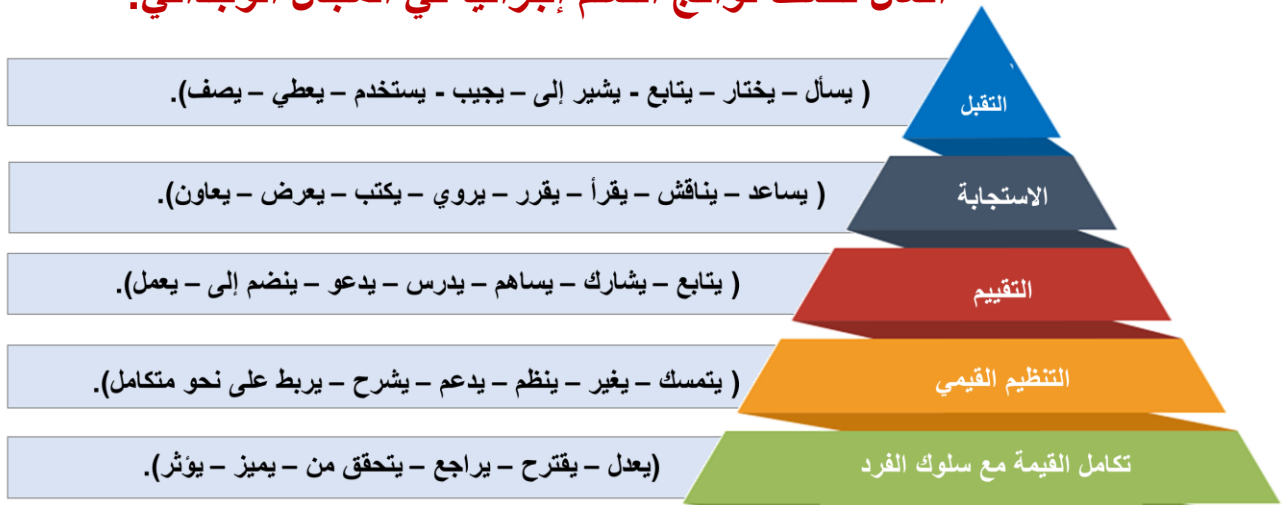 ( يسأل – يختار – يتابع - يشير إلى – يجيب - يستخدم – يعطي – يصف).
التقبل
( يساعد – يناقش – يقرأ – يقرر – يروي – يكتب – يعرض – يعاون).
الاستجابة
( يتابع – يشارك – يساهم – يدرس – يدعو – ينضم إلى – يعمل).
التقييم
( يتمسك – يغير – ينظم – يدعم – يشرح – يربط على نحو متكامل).
التنظيم القيمي
(يعدل – يقترح – يراجع – يتحقق من – يميز – يؤثر).
تكامل القيمة مع سلوك الفرد